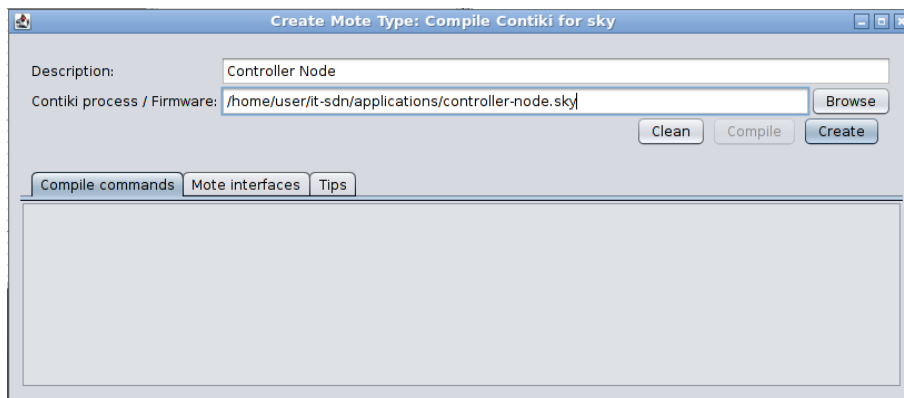 Create Mote Type: Compile Contiki for sky
Description: Controller Node
Contiki process / Firmware: /home/user/it-sdn/applications/controller-node.sky Browse
Clean Compile Create
Compile commands Mote interfaces Tips